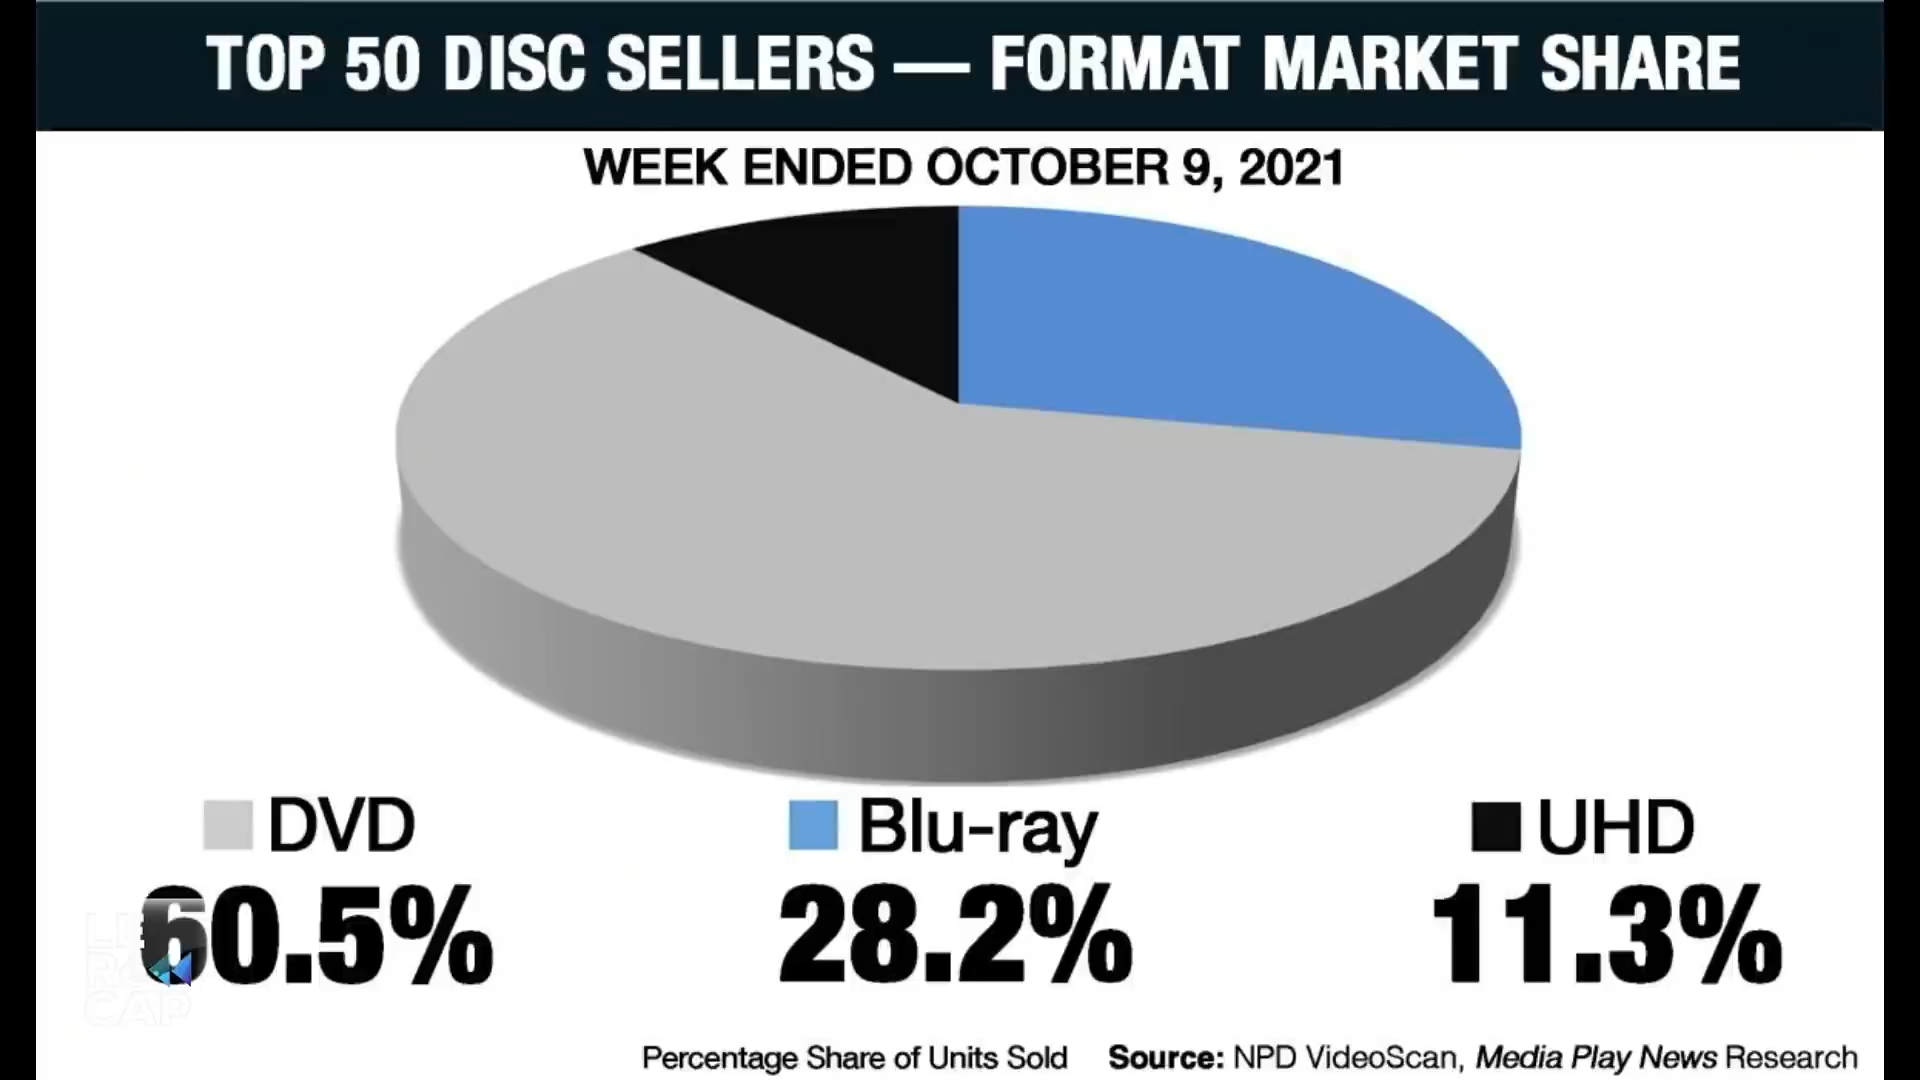 TOP 50 DISC SELLERS — FORMAT MARKET SHARE
WEEK ENDED OCTOBER 9, 2021
DVD
Blu-ray
UHD
60.5%
28.2%
11.3%
CAP
Percentage Share of Units Sold
Source: NPD VideoScan, Media Play News Research